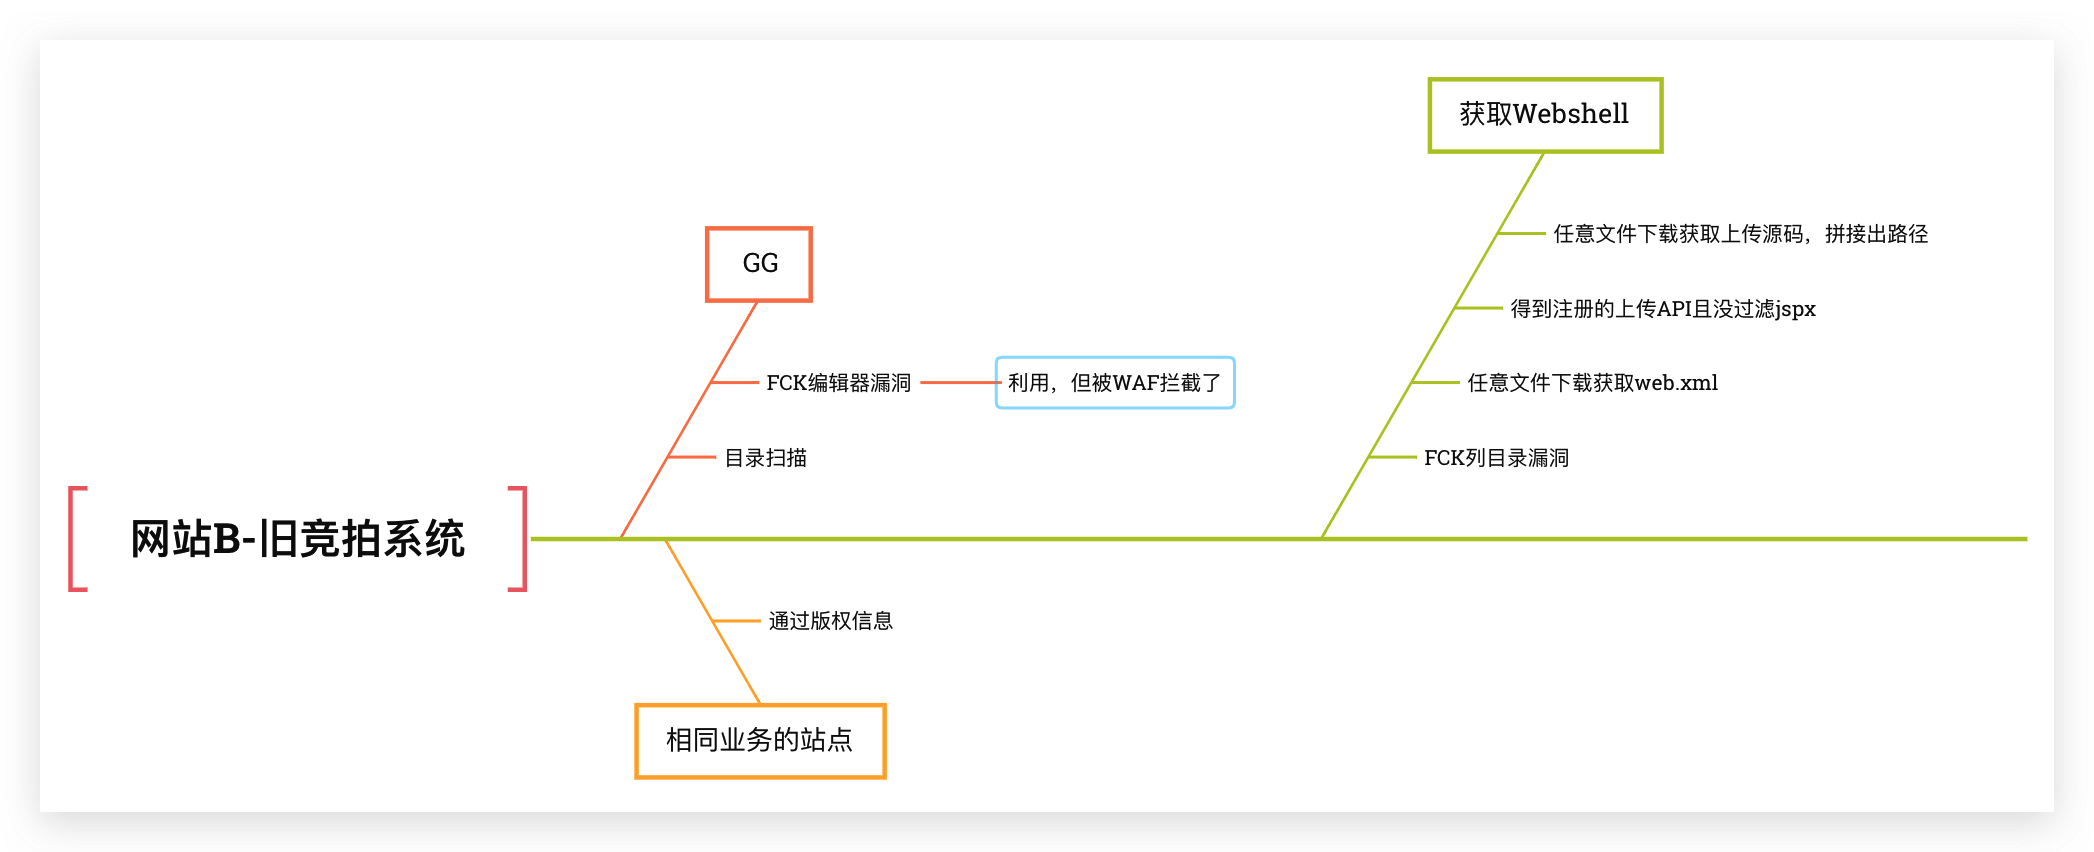 获取Webshell
任意文件下载获取上传源码，拼接出路径
GG
得到注册的上传API且没过滤jspx
FCK编辑器漏洞
利用，但被WAF拦截了
任意文件下载获取web.xml
目录扫描
FCK列目录漏洞
网站B-旧竞拍系统
通过版权信息
相同业务的站点